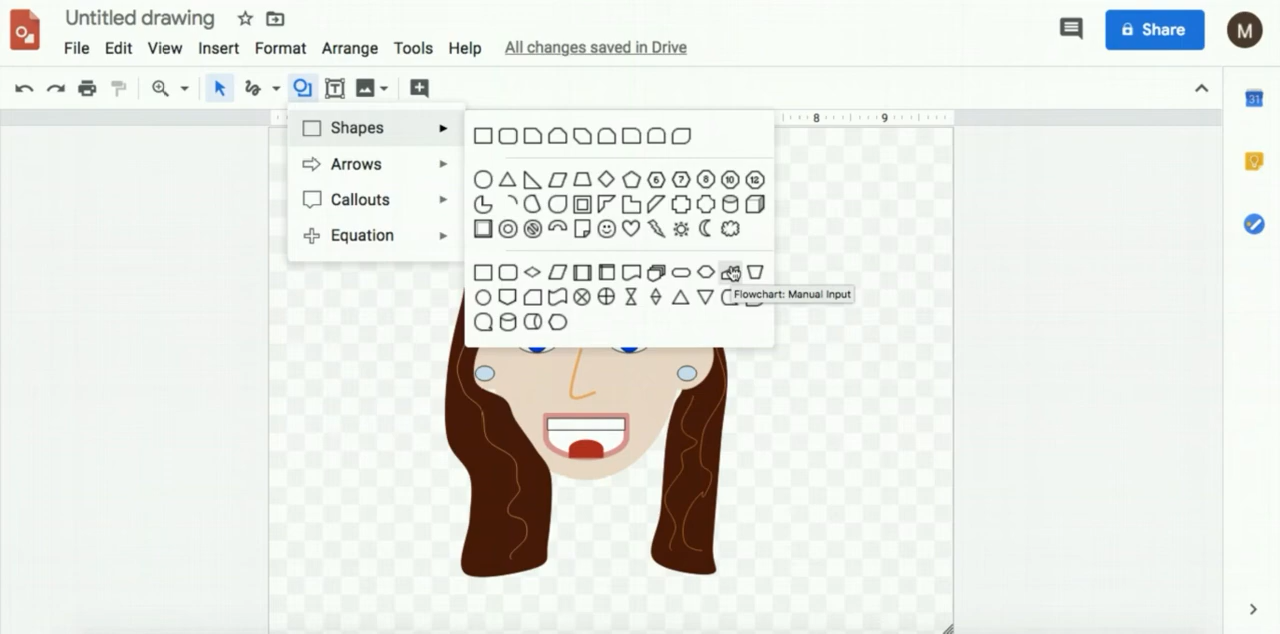 Untitled drawing
File Edit View Insert Format Arrange Tools Help All changes saved in Drive
Share
M
31
8 9
Shapes
Arrows
Callouts
Equation
6 7 8 10 12
Flowchart: Manual Input